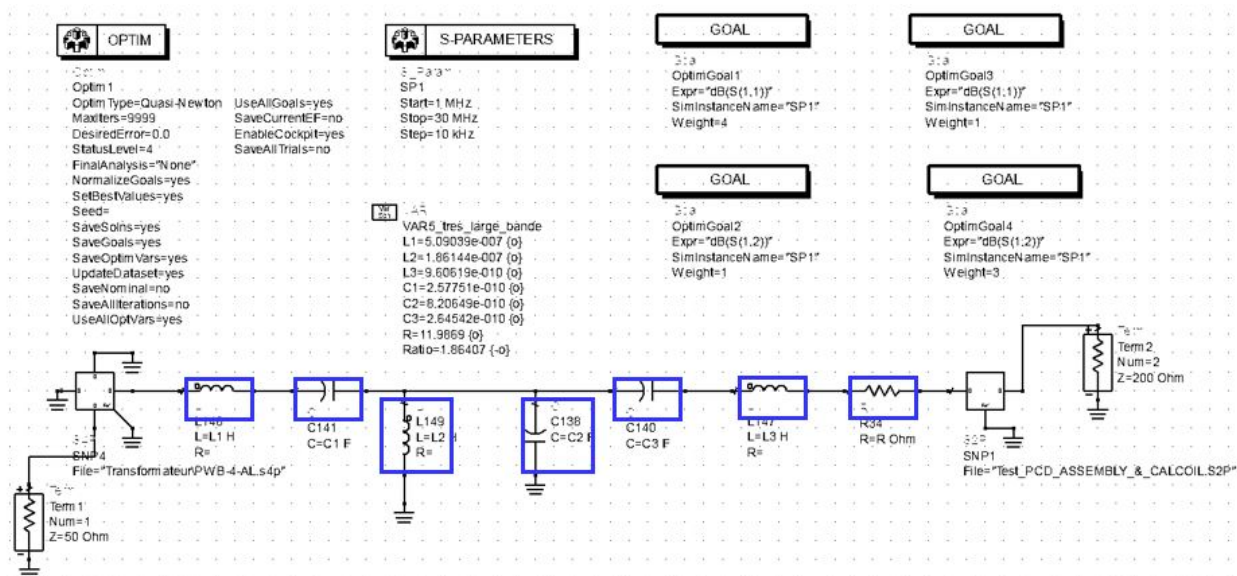 OPTIM
Optim1
OptimType=Quasi-Newton
MaxIters=9999
DesiredError=0.0
StatusLevel=4
FinalAnalysis="None"
NormalizeGoals=yes
SetBestValues=yes
Seed=
SaveSolns=yes
SaveGoals=yes
SaveOptimVars=yes
UpdateDataset=yes
SaveNominal=no
SaveAllIterations=no
UseAllOptVars=yes
UseAllGoals=yes
SaveCurrentEF=no
EnableCockpit=yes
SaveAllTrials=no
S-PARAMETERS
S_Param
SP1
Start=1 MHz
Stop=30 MHz
Step=10 kHz
VAR5_tres_large_bande
L1=5.09039e-007 {o}
L2=1.86144e-007 {o}
L3=9.60619e-010 {o}
C1=2.57751e-010 {o}
C2=8.20649e-010 {o}
C3=2.64542e-010 {o}
R=11.9869 {o}
Ratio=1.86407 {-o}
GOAL
OptimGoal1
Expr="dB(S(1,1))"
SimInstanceName="SP1"
Weight=4
GOAL
OptimGoal3
Expr="dB(S(1,1))"
SimInstanceName="SP1"
Weight=1
GOAL
OptimGoal2
Expr="dB(S(1,2))"
SimInstanceName="SP1"
Weight=1
GOAL
OptimGoal4
Expr="dB(S(1,2))"
SimInstanceName="SP1"
Weight=3
SNP4
File="Transformateur\PWB-4-AL.s4p"
Term1
Num=1
Z=50 Ohm
L=L1 H
R=
C141
C=C1 F
L149
L=L2 H
R=
C138
C=C2 F
C140
C=C3 F
L147
L=L3 H
R=
R34
R=R Ohm
S2P
SNP1
File="Test_PCD_ASSEMBLY_&_CALCOIL.S2P"
Term
Term2
Num=2
Z=200 Ohm